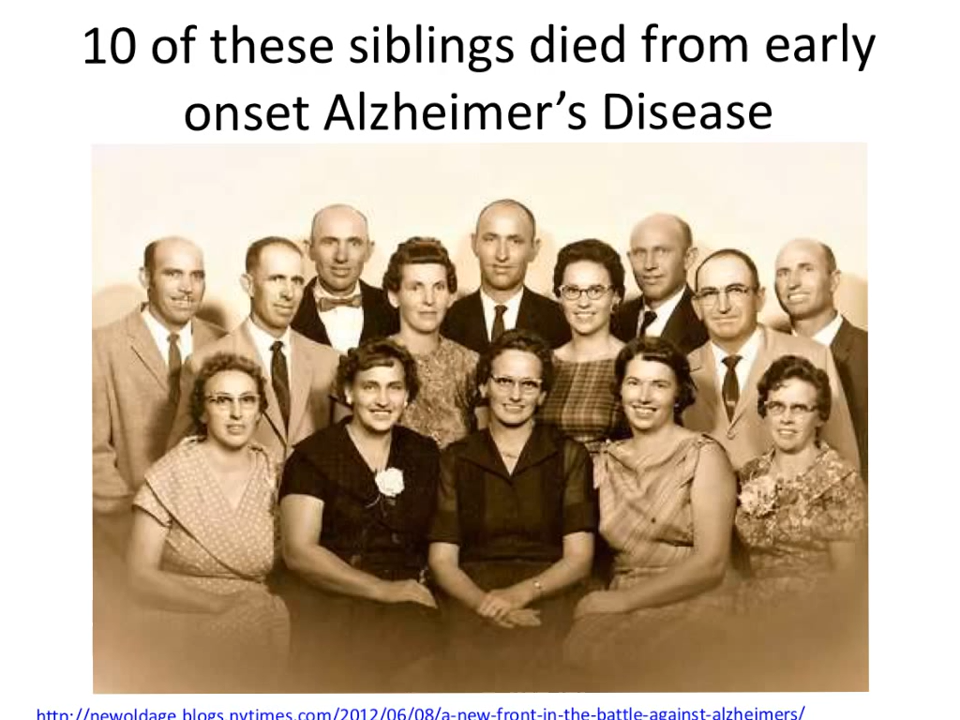 10 of these siblings died from early
onset Alzheimer’s Disease
http://newoldage.blogs.nytimes.com/2012/06/08/a-new-front-in-the-battle-against-alzheimers/